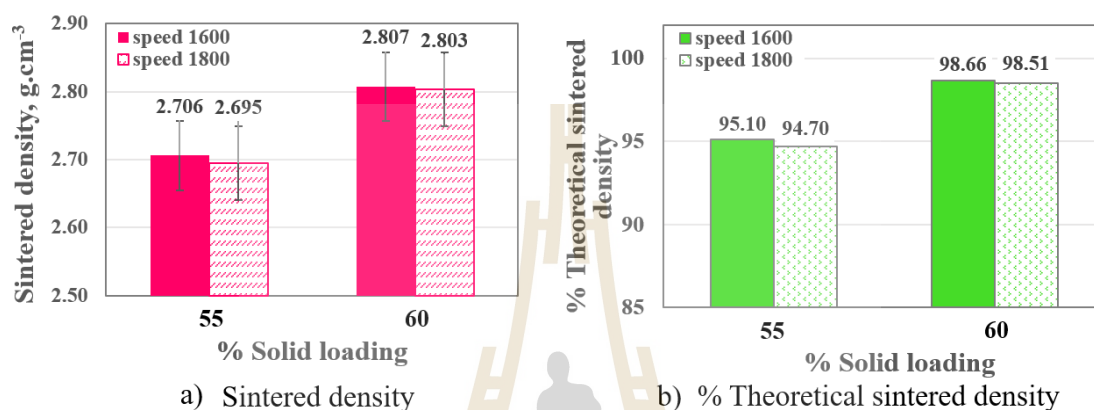 Sintered density, g.cm⁻³
2.90
2.80
2.70
2.60
2.50
speed 1600
speed 1800
2.706
2.695
2.807
2.803
55
60
% Solid loading
a) Sintered density
% Theoretical sintered
density
100
95
90
85
speed 1600
speed 1800
95.10
94.70
98.66
98.51
55
60
% Solid loading
b) % Theoretical sintered density